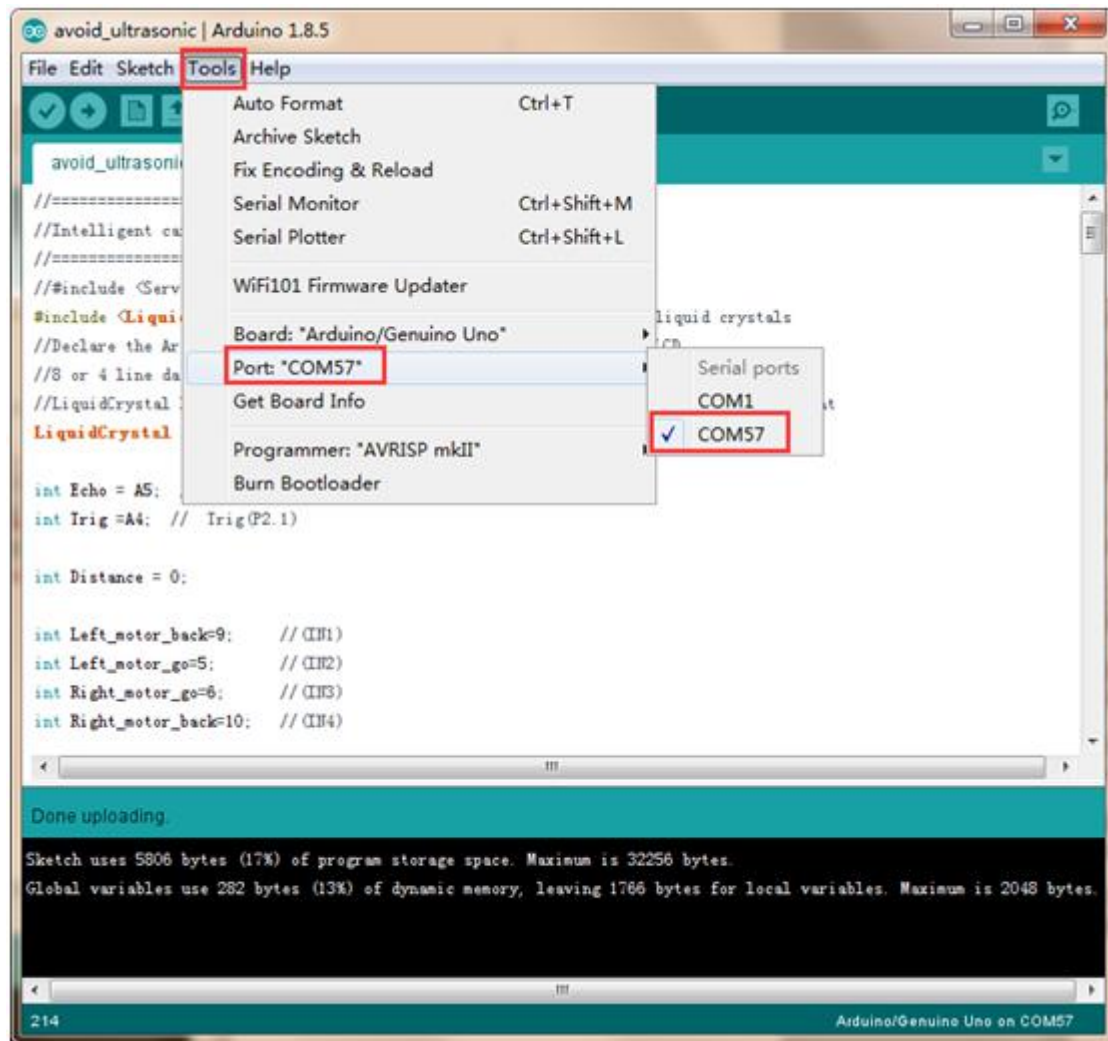 avoid_ultrasonic | Arduino 1.8.5
File Edit Sketch Tools Help
Auto Format Ctrl+T
Archive Sketch
Fix Encoding & Reload
Serial Monitor Ctrl+Shift+M
Serial Plotter Ctrl+Shift+L
WiFi101 Firmware Updater
Board: "Arduino/Genuino Uno"
Port: "COM57"
Get Board Info
Programmer: "AVRISP mkII"
Burn Bootloader
Serial ports
COM1
COM57
avoid_ultrasoni
//===============
//Intelligent ca
//===============
//#include <Serv
#include <Liqui liquid crystals
//Declare the Ar
//8 or 4 line da
//LiquidCrystal
LiquidCrystal
int Echo = A5;
int Trig =A4; // Trig(P2.1)
int Distance = 0;
int Left_motor_back=9; //(IN1)
int Left_motor_go=5; //(IN2)
int Right_motor_go=6; //(IN3)
int Right_motor_back=10; //(IN4)
Done uploading.
Sketch uses 5806 bytes (17%) of program storage space. Maximum is 32256 bytes.
Global variables use 282 bytes (13%) of dynamic memory, leaving 1766 bytes for local variables. Maximum is 2048 bytes.
214 Arduino/Genuino Uno on COM57